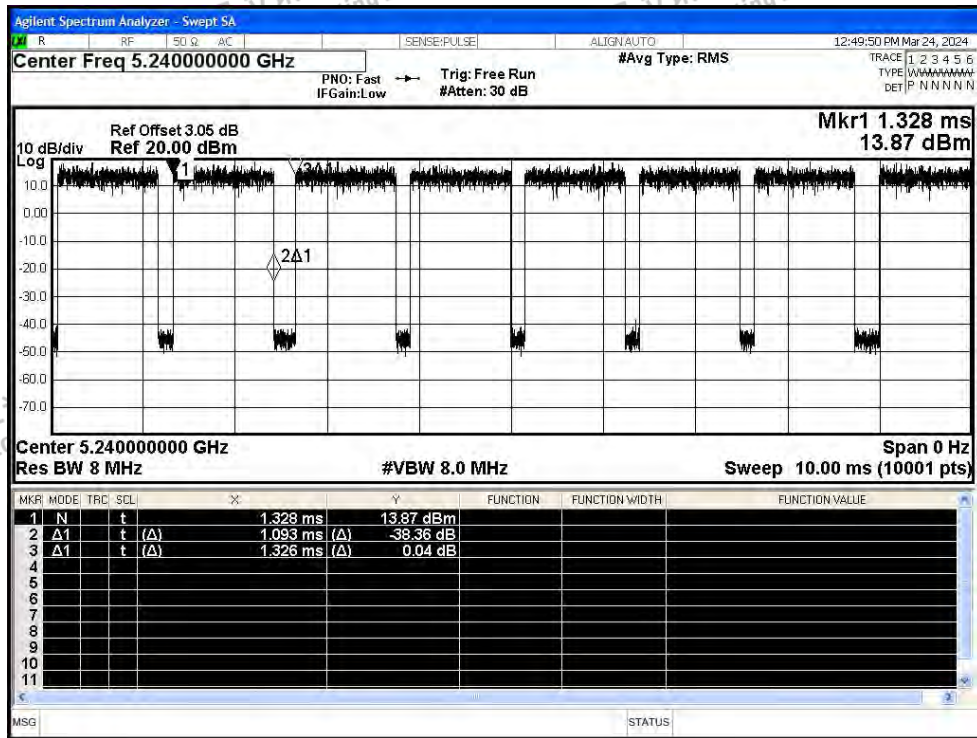 Agilent Spectrum Analyzer - Swept SA
LXI R RF 50 Ω AC SENSE:PULSE ALIGN AUTO 12:49:50 PM Mar 24, 2024
Center Freq 5.240000000 GHz #Avg Type: RMS TRACE 1 2 3 4 5 6
PNO: Fast Trig: Free Run TYPE WWWWWW
IFGain:Low #Atten: 30 dB DET P N N N N N
Mkr1 1.328 ms
Ref Offset 3.05 dB
10 dB/div Ref 20.00 dBm 13.87 dBm
Log
1 3Δ1
10.0
0.00
-10.0
2Δ1
-20.0
-30.0
-40.0
-50.0
-60.0
-70.0
Center 5.240000000 GHz Span 0 Hz
Res BW 8 MHz #VBW 8.0 MHz Sweep 10.00 ms (10001 pts)
MKR MODE TRC SCL X Y FUNCTION FUNCTION WIDTH FUNCTION VALUE
1 N t 1.328 ms 13.87 dBm
2 Δ1 t (Δ) 1.093 ms (Δ) -38.36 dB
3 Δ1 t (Δ) 1.326 ms (Δ) 0.04 dB
4
5
6
7
8
9
10
11
MSG STATUS